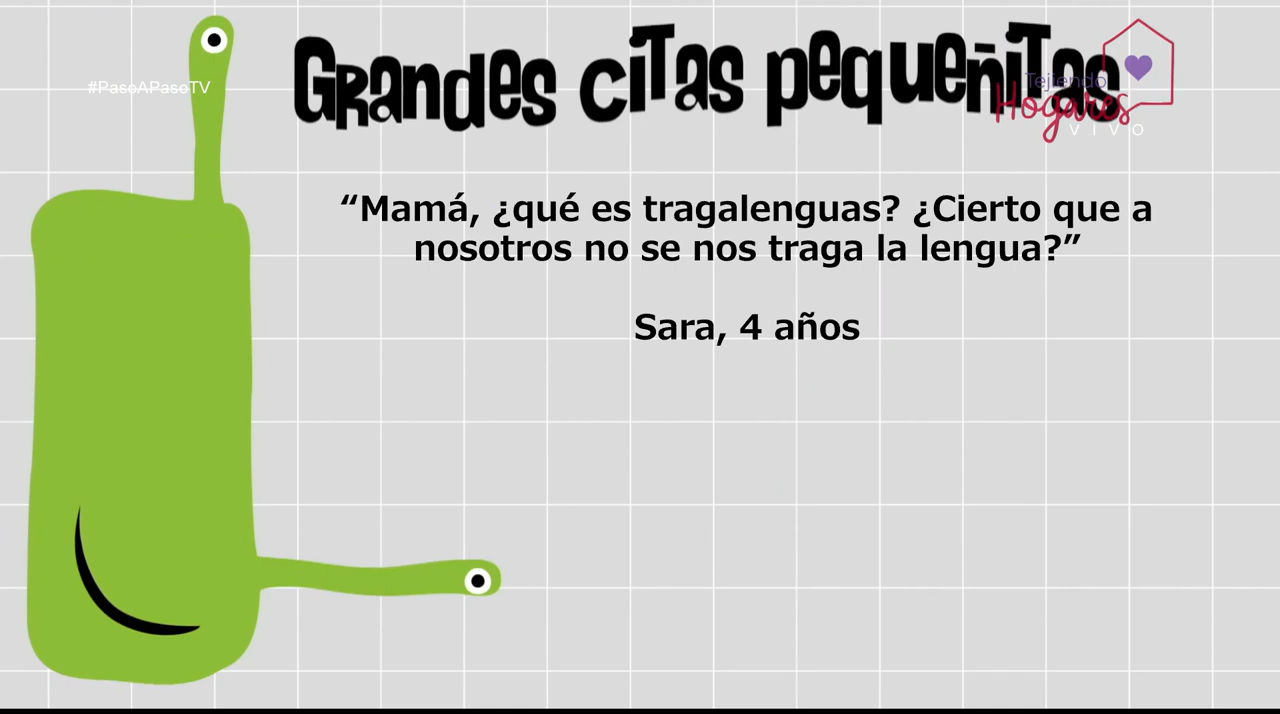 Grandes citas pequeñitas
#PasoAPasoTV
Tejiendo
Hogares
VIVO
“Mamá, ¿qué es tragalenguas? ¿Cierto que a
nosotros no se nos traga la lengua?”
Sara, 4 años